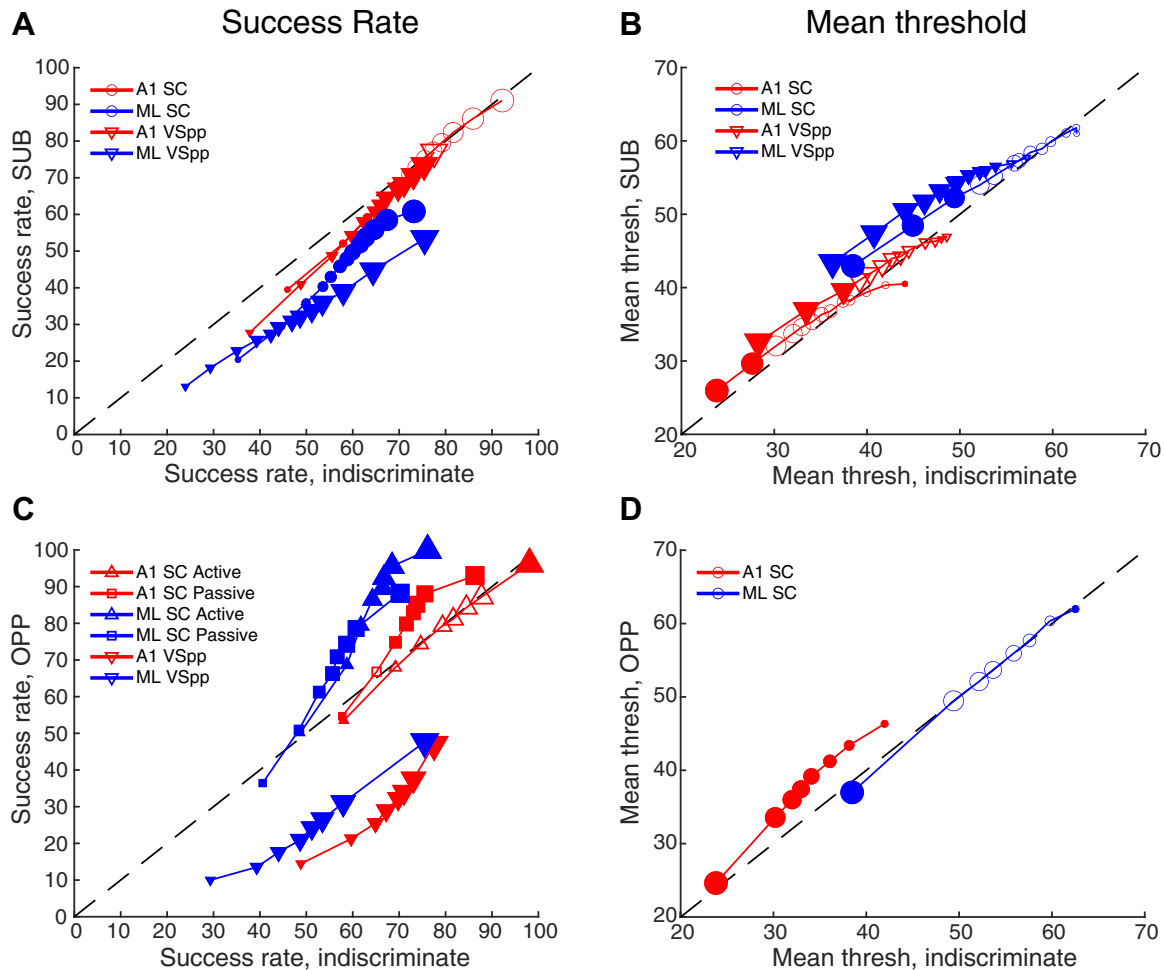 A
Success Rate
B
Mean threshold
100
90
80
70
60
50
40
30
20
10
0
Success rate, SUB
A1 SC
ML SC
A1 VSpp
ML VSpp
0 10 20 30 40 50 60 70 80 90 100
Success rate, indiscriminate
70
60
50
40
30
20
Mean thresh, SUB
A1 SC
ML SC
A1 VSpp
ML VSpp
20 30 40 50 60 70
Mean thresh, indiscriminate
C
100
90
80
70
60
50
40
30
20
10
0
Success rate, OPP
A1 SC Active
A1 SC Passive
ML SC Active
ML SC Passive
A1 VSpp
ML VSpp
0 10 20 30 40 50 60 70 80 90 100
Success rate, indiscriminate
D
70
60
50
40
30
20
Mean thresh, OPP
A1 SC
ML SC
20 30 40 50 60 70
Mean thresh, indiscriminate